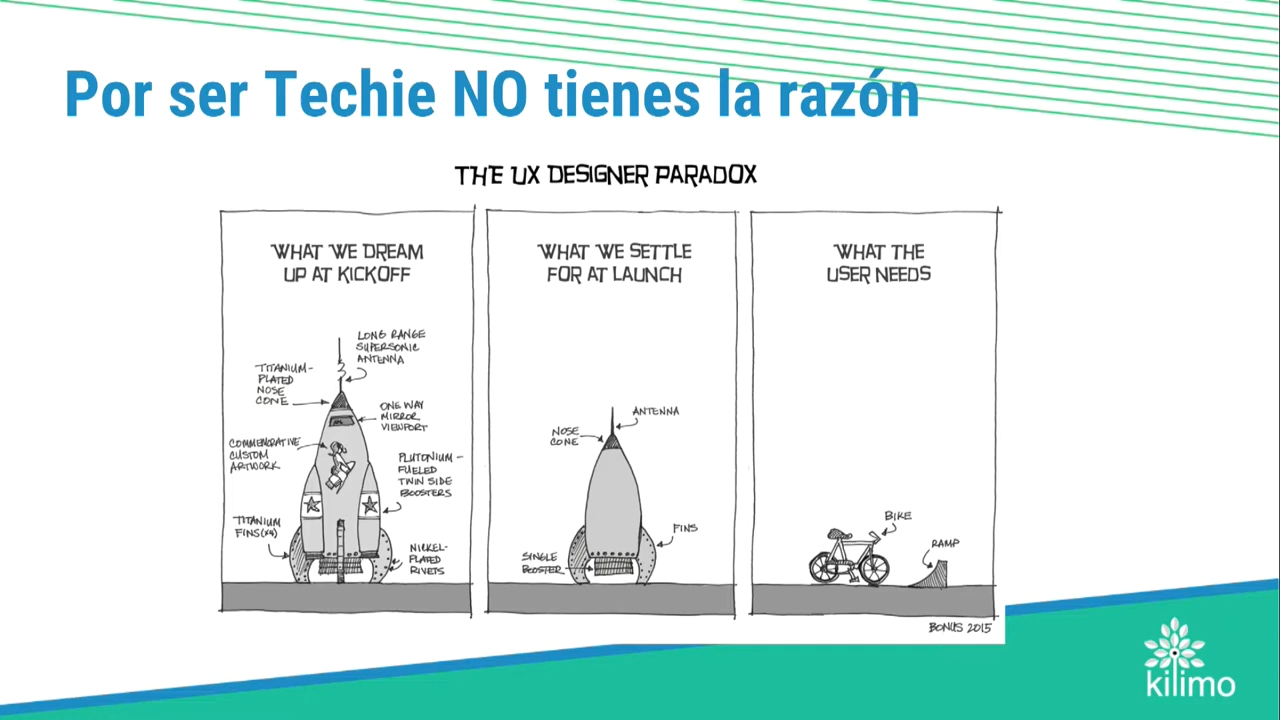 Por ser Techie NO tienes la razón
THE UX DESIGNER PARADOX
WHAT WE DREAM
UP AT KICKOFF
LONG RANGE
SUPERSONIC
ANTENNA
TITANIUM-
PLATED
NOSE
CONE
ONE WAY
MIRROR
VIEWPORT
COMMEMORATIVE
CUSTOM
ARTWORK
PLUTONIUM-
FUELED
TWIN SIDE
BOOSTERS
TITANIUM
FINS (x4)
NICKEL-
PLATED
RIVETS
WHAT WE SETTLE
FOR AT LAUNCH
ANTENNA
NOSE
CONE
FINS
SINGLE
BOOSTER
WHAT THE
USER NEEDS
BIKE
RAMP
BONUS 2015
kilimo